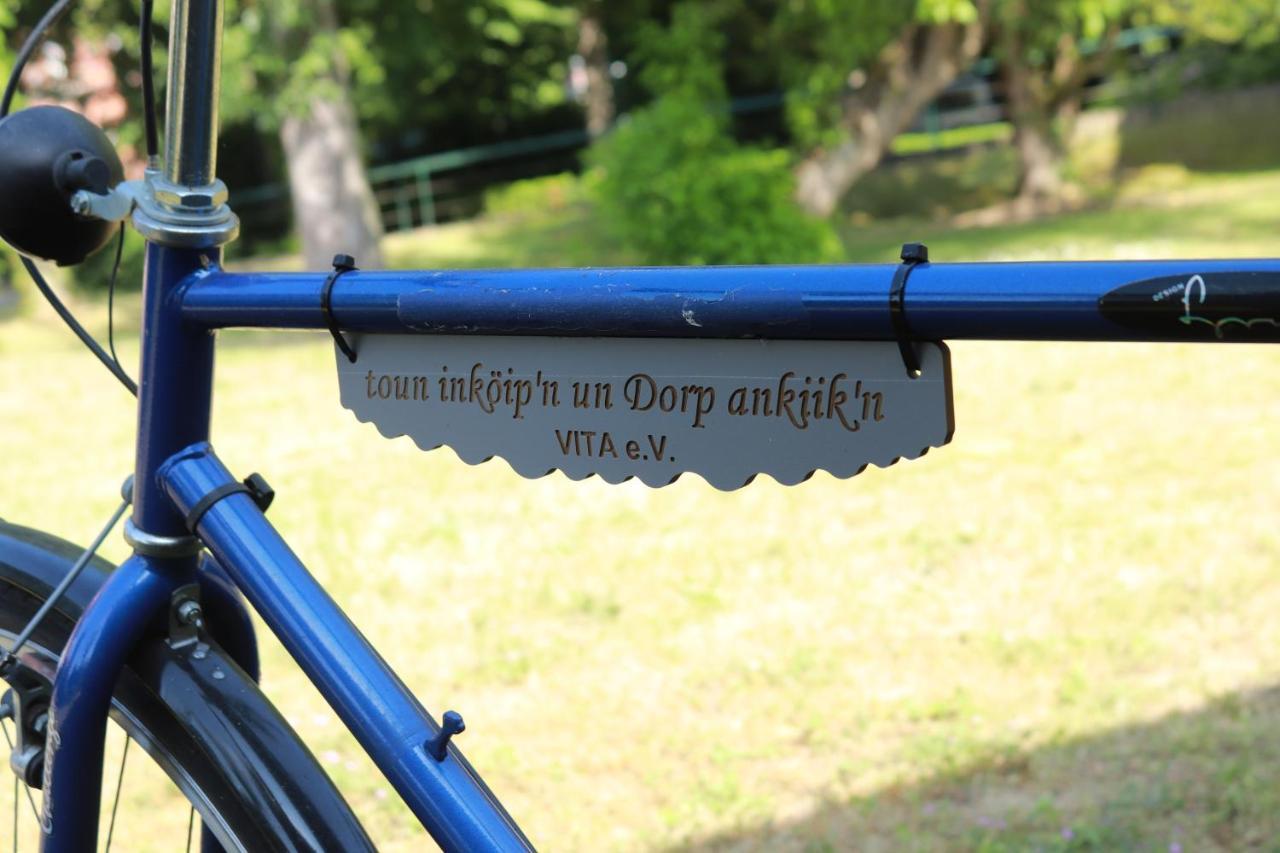 toun inköip'n un Dorp ankiik'n
VITA e.V.